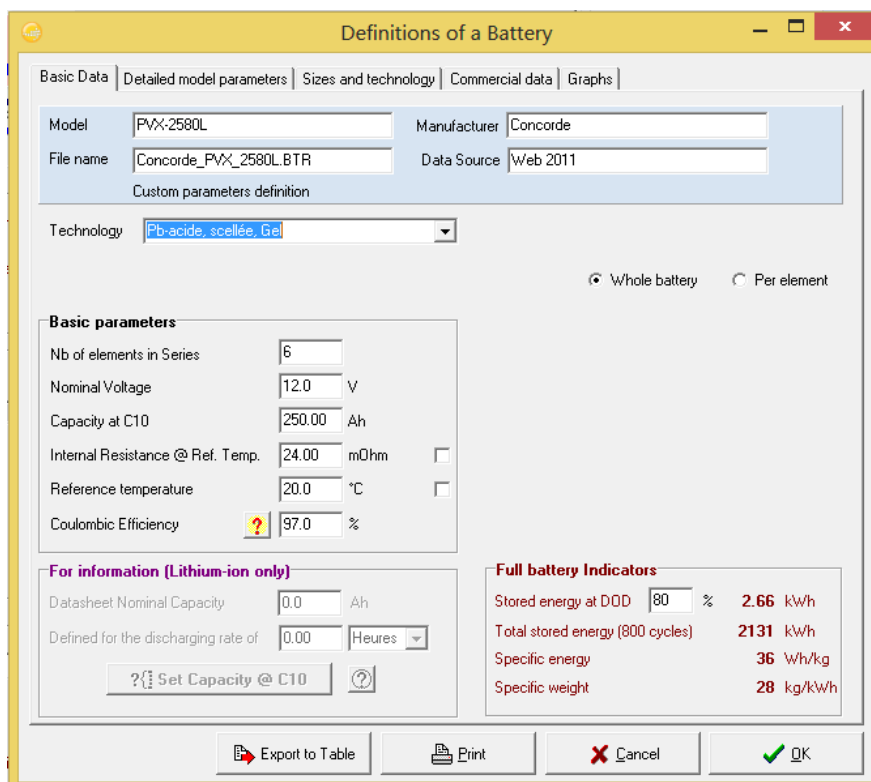 Definitions of a Battery
Basic Data Detailed model parameters Sizes and technology Commercial data Graphs
Model PVX-2580L Manufacturer Concorde
File name Concorde_PVX_2580L.BTR Data Source Web 2011
Custom parameters definition
Technology Pb-acide, scellée, Gel
Whole battery Per element
Basic parameters
Nb of elements in Series 6
Nominal Voltage 12.0 V
Capacity at C10 250.00 Ah
Internal Resistance @ Ref. Temp. 24.00 mOhm
Reference temperature 20.0 °C
Coulombic Efficiency ? 97.0 %
For information (Lithium-ion only)
Datasheet Nominal Capacity 0.0 Ah
Defined for the discharging rate of 0.00 Heures
?{ Set Capacity @ C10 ?
Full battery Indicators
Stored energy at DOD 80 % 2.66 kWh
Total stored energy (800 cycles) 2131 kWh
Specific energy 36 Wh/kg
Specific weight 28 kg/kWh
Export to Table Print Cancel OK